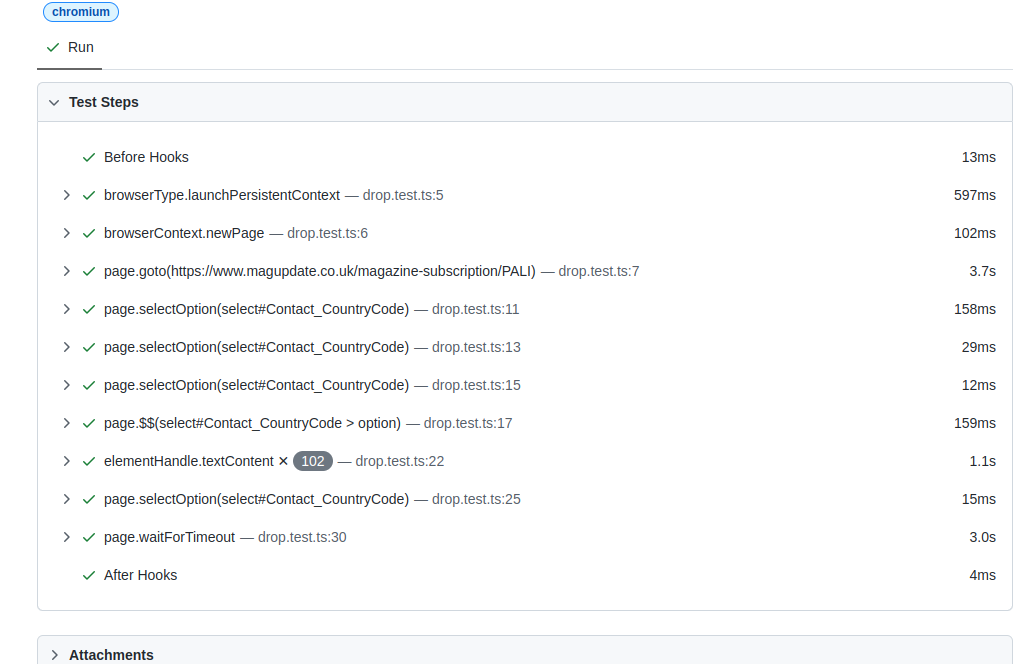 chromium
Run
Test Steps
Before Hooks 13ms
browserType.launchPersistentContext — drop.test.ts:5 597ms
browserContext.newPage — drop.test.ts:6 102ms
page.goto(https://www.magupdate.co.uk/magazine-subscription/PALI) — drop.test.ts:7 3.7s
page.selectOption(select#Contact_CountryCode) — drop.test.ts:11 158ms
page.selectOption(select#Contact_CountryCode) — drop.test.ts:13 29ms
page.selectOption(select#Contact_CountryCode) — drop.test.ts:15 12ms
page.$$(select#Contact_CountryCode > option) — drop.test.ts:17 159ms
elementHandle.textContent ✕ 102 — drop.test.ts:22 1.1s
page.selectOption(select#Contact_CountryCode) — drop.test.ts:25 15ms
page.waitForTimeout — drop.test.ts:30 3.0s
After Hooks 4ms
Attachments